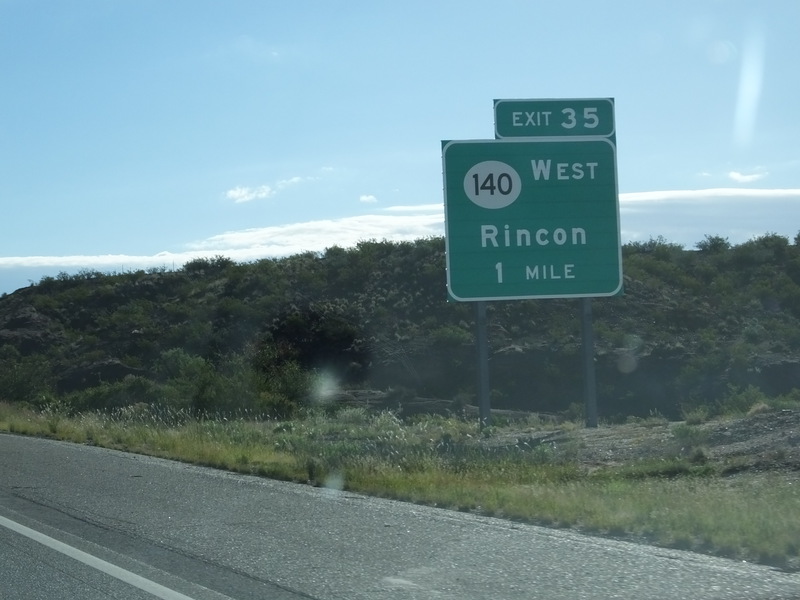 EXIT 35
140 WEST
Rincon
1 MILE